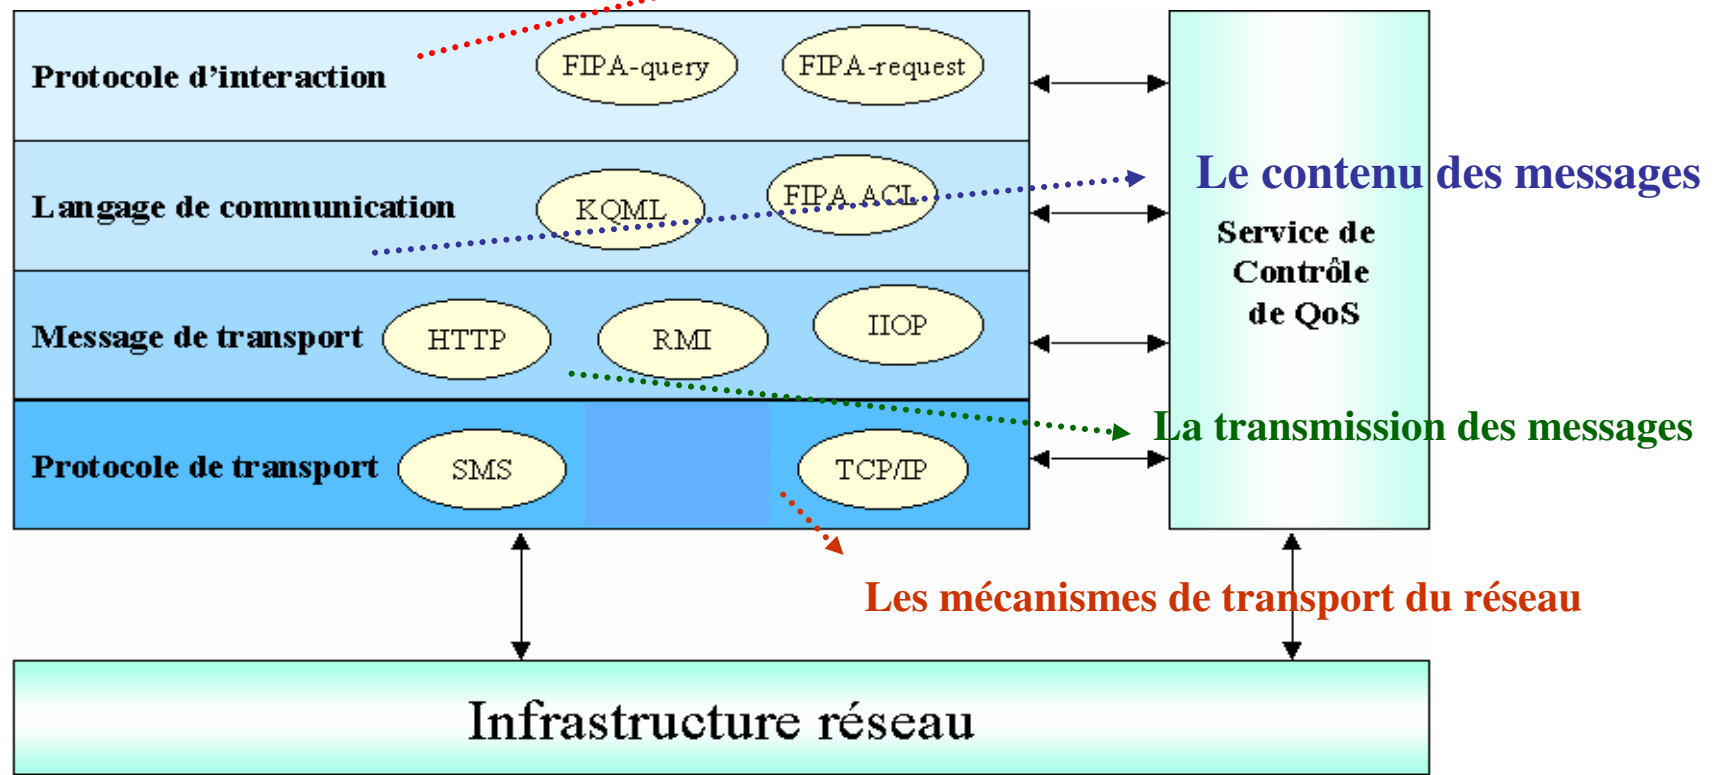 Protocole d'interaction
FIPA-query
FIPA-request
Langage de communication
KQML
FIPA ACL
Le contenu des messages
Service de
Contrôle
de QoS
Message de transport
HTTP
RMI
IIOP
La transmission des messages
Protocole de transport
SMS
TCP/IP
Les mécanismes de transport du réseau
Infrastructure réseau